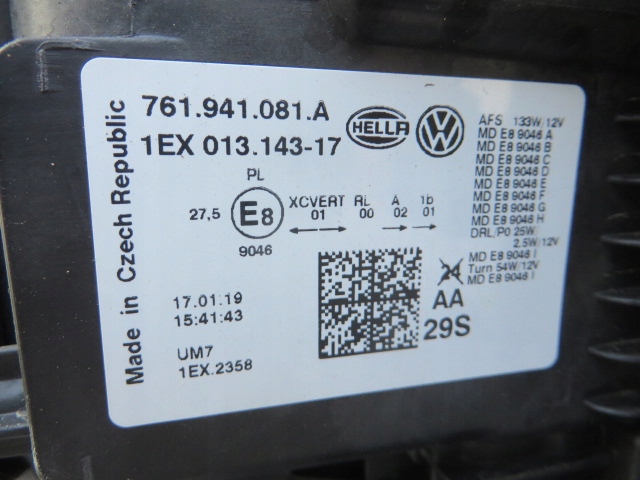 Made in Czech Republic
761.941.081.A
1EX 013.143-17
HELLA
VW
PL
27,5 E8 XCVERT RL A 1b
01 00 02 01
9046
17.01.19
15:41:43
UM7
1EX.2358
AFS 133W/12V
MD E8 9046 A
MD E8 9046 B
MD E8 9046 C
MD E8 9046 D
MD E8 9046 E
MD E8 9046 F
MD E8 9046 G
MD E8 9046 H
DRL/P0 25W/
2.5W/12V
MD E8 9046 I
Turn 54W/12V
MD E8 9046 I
24
AA
29S